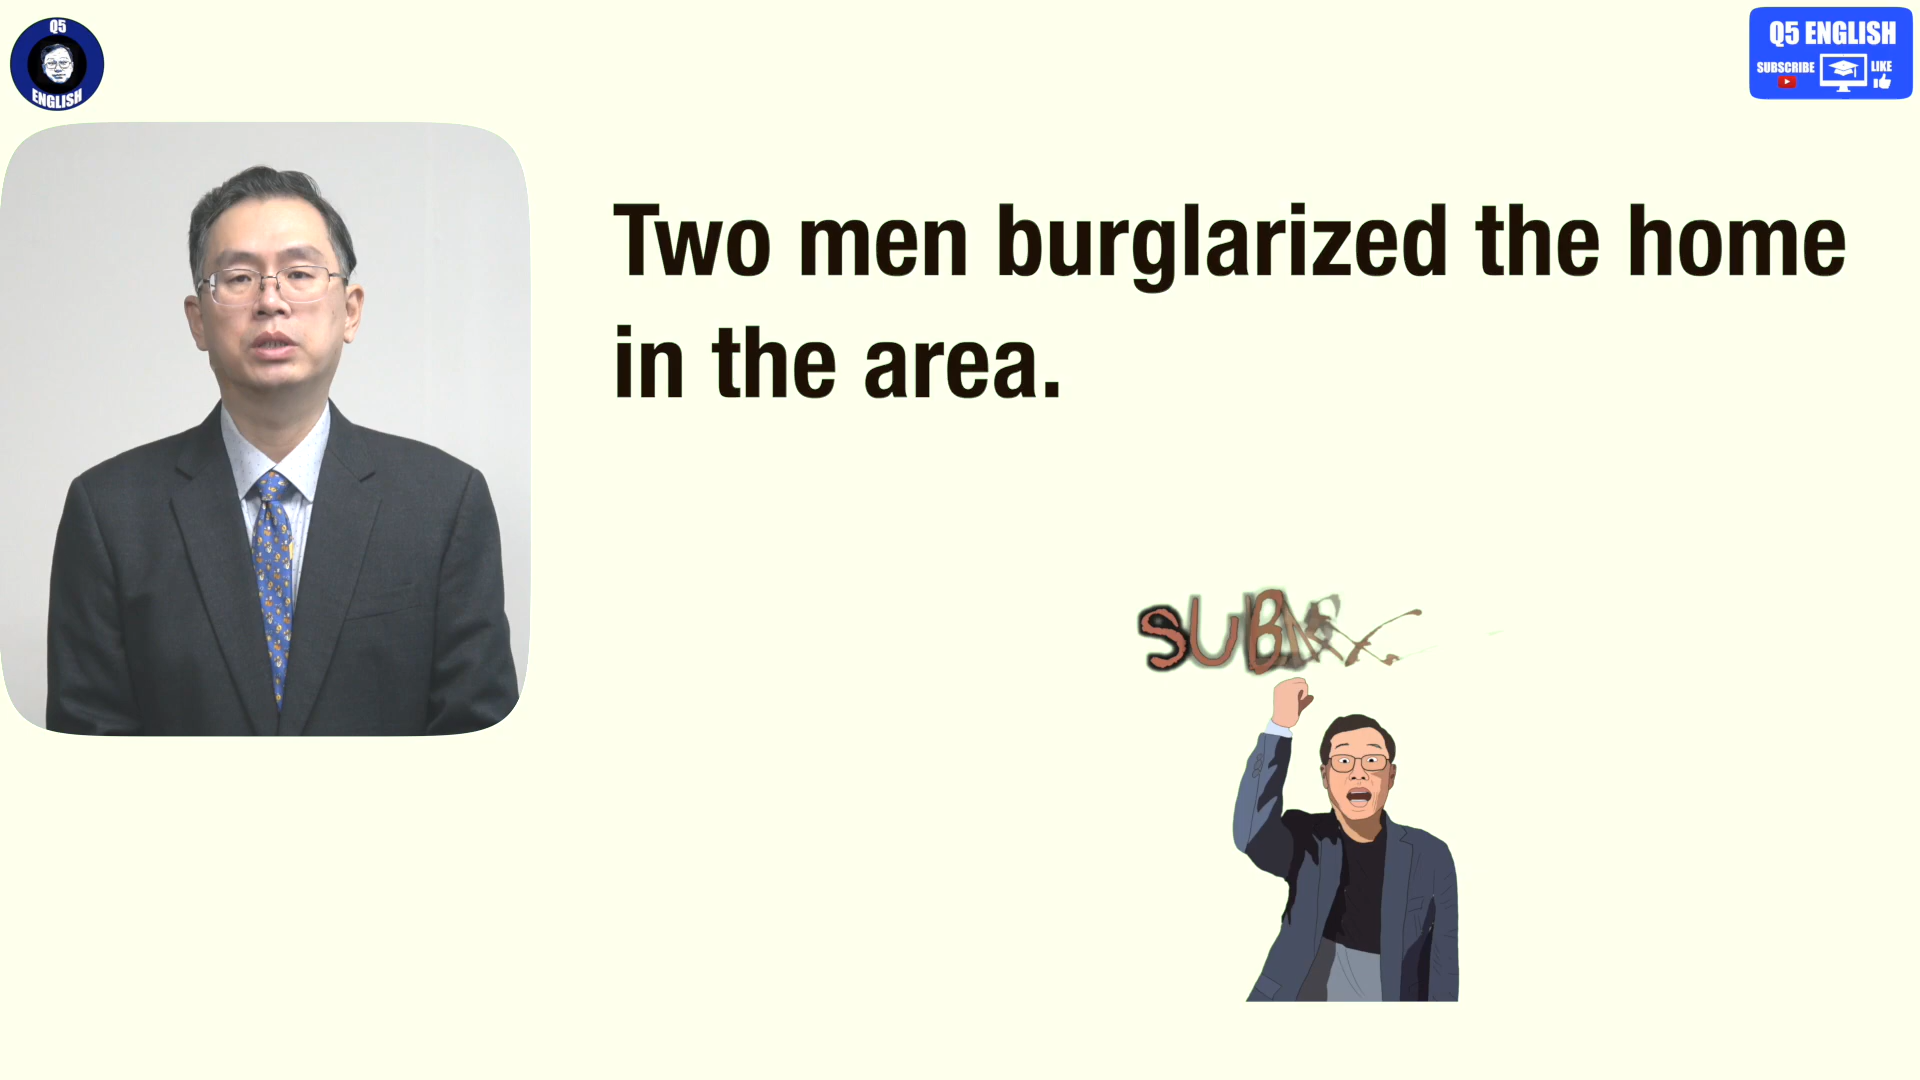 Q5
ENGLISH
Q5 ENGLISH
SUBSCRIBE
LIKE
Two men burglarized the home
in the area.